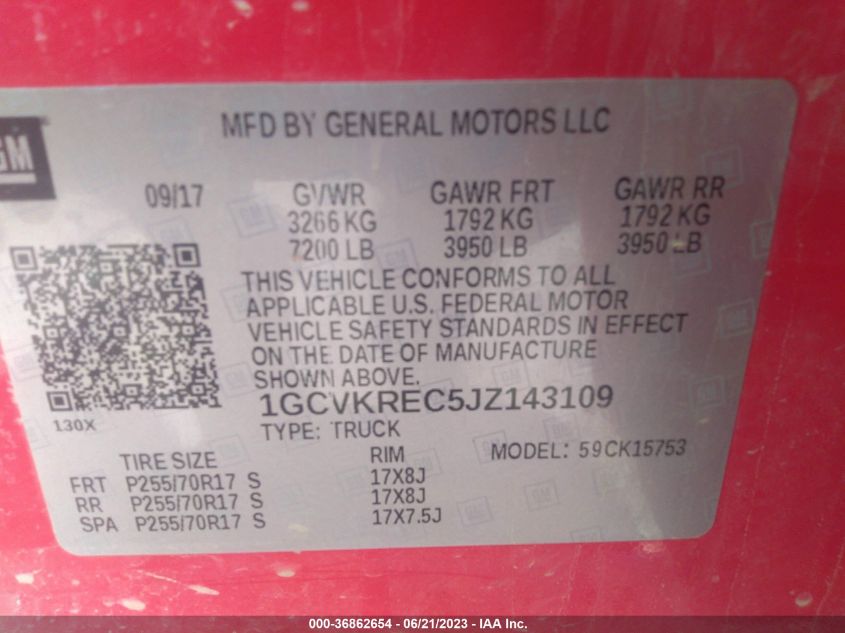 GM
MFD BY GENERAL MOTORS LLC
09/17 GVWR GAWR FRT GAWR RR
3266 KG 1792 KG 1792 KG
7200 LB 3950 LB 3950 LB
THIS VEHICLE CONFORMS TO ALL
APPLICABLE U.S. FEDERAL MOTOR
VEHICLE SAFETY STANDARDS IN EFFECT
ON THE DATE OF MANUFACTURE
SHOWN ABOVE.
1GCVKREC5JZ143109
130X
TYPE: TRUCK
MODEL: 59CK15753
TIRE SIZE RIM
FRT P255/70R17 S 17X8J
RR P255/70R17 S 17X8J
SPA P255/70R17 S 17X7.5J
000-36862654 - 06/21/2023 - IAA Inc.